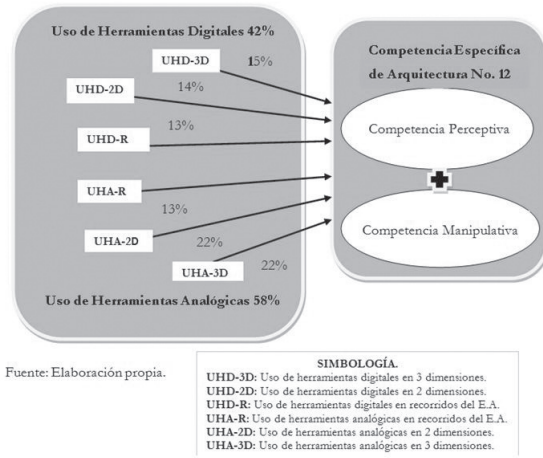 Uso de Herramientas Digitales 42%
UHD-3D
15%
UHD-2D
14%
UHD-R
13%
UHA-R
13%
UHA-2D
22%
UHA-3D
22%
Uso de Herramientas Analógicas 58%
Competencia Específica
de Arquitectura No. 12
Competencia Perceptiva
Competencia Manipulativa
Fuente: Elaboración propia.
SIMBOLOGÍA.
UHD-3D: Uso de herramientas digitales en 3 dimensiones.
UHD-2D: Uso de herramientas digitales en 2 dimensiones.
UHD-R: Uso de herramientas digitales en recorridos del E.A.
UHA-R: Uso de herramientas analógicas en recorridos del E.A.
UHA-2D: Uso de herramientas analógicas en 2 dimensiones.
UHA-3D: Uso de herramientas analógicas en 3 dimensiones.